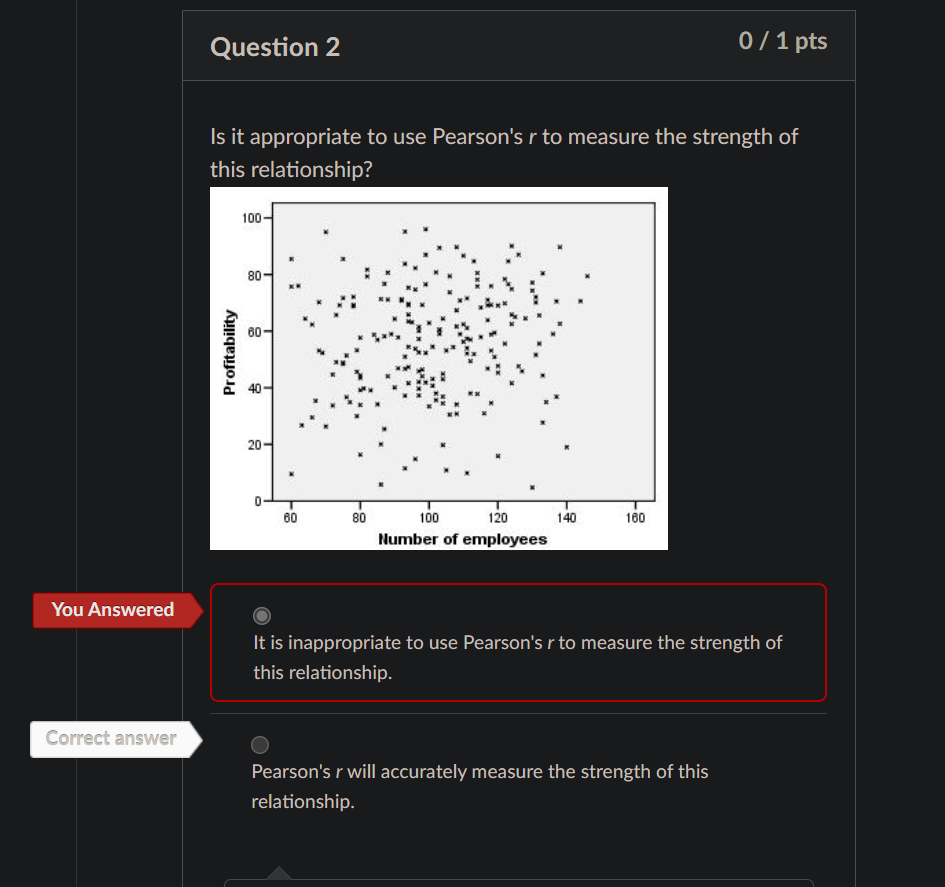 Question 2
0 / 1 pts
Is it appropriate to use Pearson's r to measure the strength of
this relationship?
100
80
60
40
20
0
Profitability
60 80 100 120 140 160
Number of employees
You Answered
It is inappropriate to use Pearson's r to measure the strength of
this relationship.
Correct answer
Pearson's r will accurately measure the strength of this
relationship.